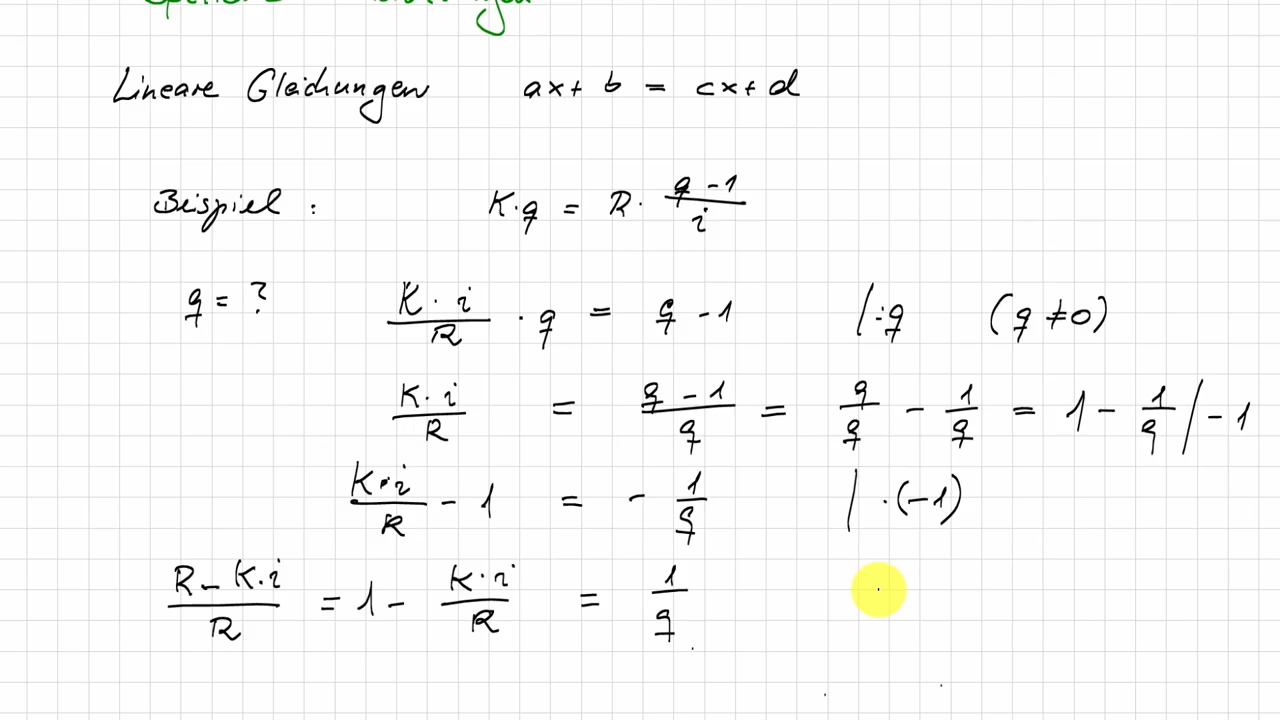 Lineare Gleichungen ax + b = cx + d
Beispiel : K·q = R · (q - 1)/i
q = ? (K · i)/R · q = q - 1 | :q (q ≠ 0)
(K · i)/R = (q - 1)/q = q/q - 1/q = 1 - 1/q | - 1
(K · i)/R - 1 = - 1/q | · (-1)
(R - K · i)/R = 1 - (K · i)/R = 1/q